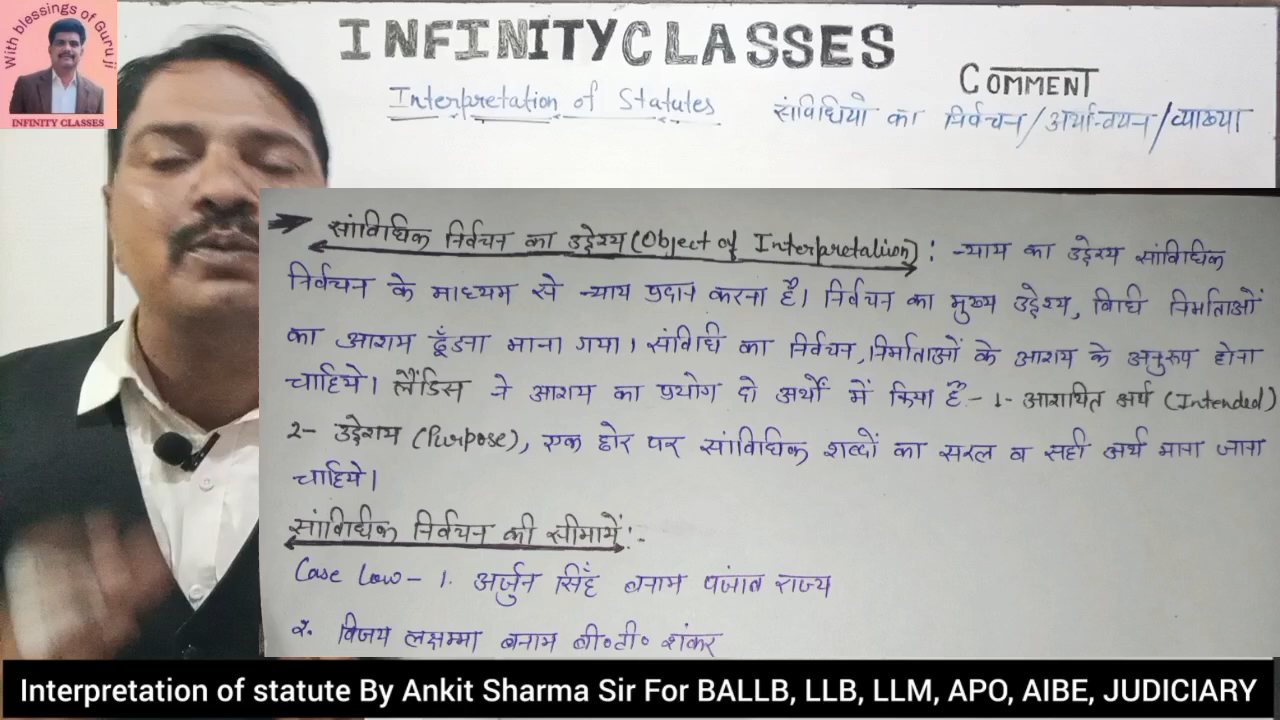 With blessings of Guru ji
INFINITY CLASSES
INFINITY CLASSES
COMMENT
Interpretation of Statutes संविधियों का निर्वचन/अर्थान्वयन/व्याख्या
सांविधिक निर्वचन का उद्देश्य (Object of Interpretation) : न्याय का उद्देश्य सांविधिक
निर्वचन के माध्यम से न्याय प्रदान करना है। निर्वचन का मुख्य उद्देश्य, विधि निर्माताओं
का आशय ढूँडना माना गया। संविधि का निर्वचन, निर्माताओं के आशय के अनुरूप होना
चाहिये। लैंडिस ने आशय का प्रयोग दो अर्थों में किया है - 1- आशयित अर्थ (Intended)
2- उद्देशय (Purpose), एक होर पर सांविधिक शब्दों का सरल व सही अर्थ माना जाना
चाहिये।
सांविधिक निर्वचन की सीमायें:-
Case Law - 1. अर्जुन सिहँ बनाम पंजाब राज्य
2. विजय लक्षम्मा बनाम बी॰टी॰ शंकर
Interpretation of statute By Ankit Sharma Sir For BALLB, LLB, LLM, APO, AIBE, JUDICIARY